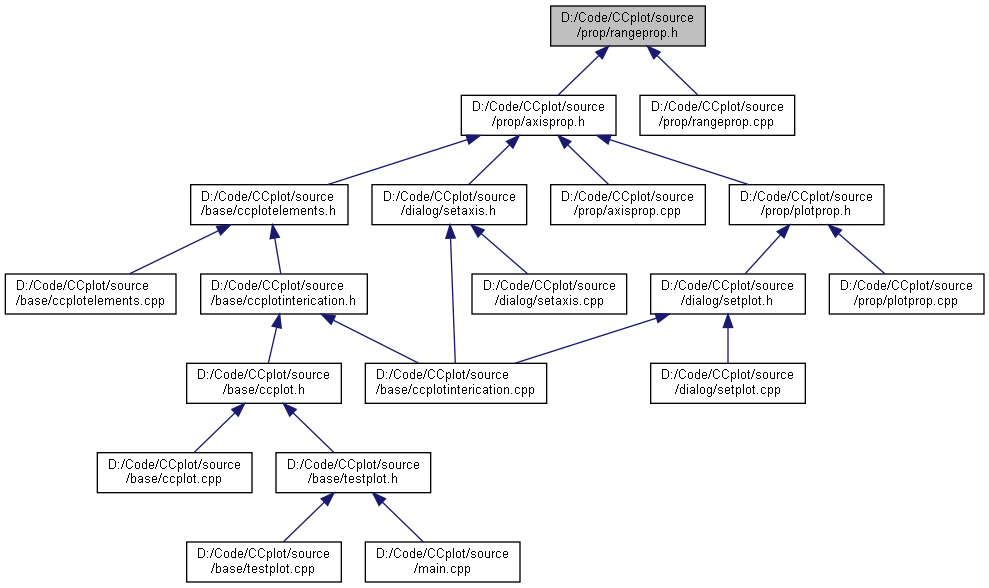 D:/Code/CCplot/source
/prop/rangeprop.h
D:/Code/CCplot/source
/prop/axisprop.h
D:/Code/CCplot/source
/prop/rangeprop.cpp
D:/Code/CCplot/source
/base/ccplotelements.h
D:/Code/CCplot/source
/dialog/setaxis.h
D:/Code/CCplot/source
/prop/axisprop.cpp
D:/Code/CCplot/source
/prop/plotprop.h
D:/Code/CCplot/source
/base/ccplotelements.cpp
D:/Code/CCplot/source
/base/ccplotinterication.h
D:/Code/CCplot/source
/dialog/setaxis.cpp
D:/Code/CCplot/source
/dialog/setplot.h
D:/Code/CCplot/source
/prop/plotprop.cpp
D:/Code/CCplot/source
/base/ccplot.h
D:/Code/CCplot/source
/base/ccplotinterication.cpp
D:/Code/CCplot/source
/dialog/setplot.cpp
D:/Code/CCplot/source
/base/ccplot.cpp
D:/Code/CCplot/source
/base/testplot.h
D:/Code/CCplot/source
/base/testplot.cpp
D:/Code/CCplot/source
/main.cpp